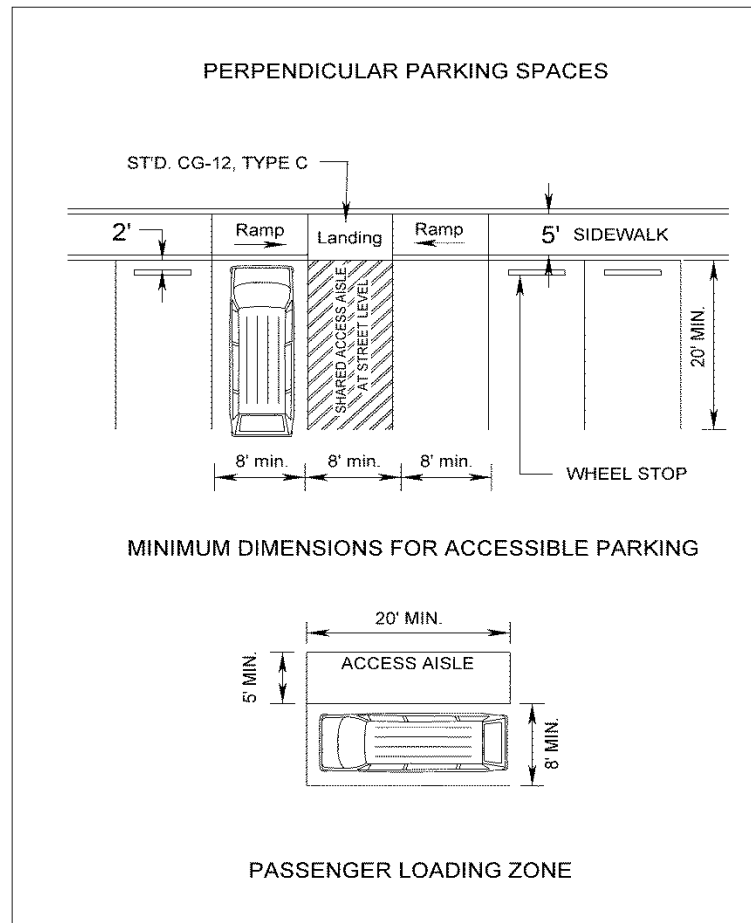 PERPENDICULAR PARKING SPACES
ST'D. CG-12, TYPE C
2'
Ramp
Landing
Ramp
5' SIDEWALK
SHARED ACCESS AISLE
AT STREET LEVEL
20' MIN.
8' min.
8' min.
8' min.
WHEEL STOP
MINIMUM DIMENSIONS FOR ACCESSIBLE PARKING
20' MIN.
5' MIN.
ACCESS AISLE
8' MIN.
PASSENGER LOADING ZONE